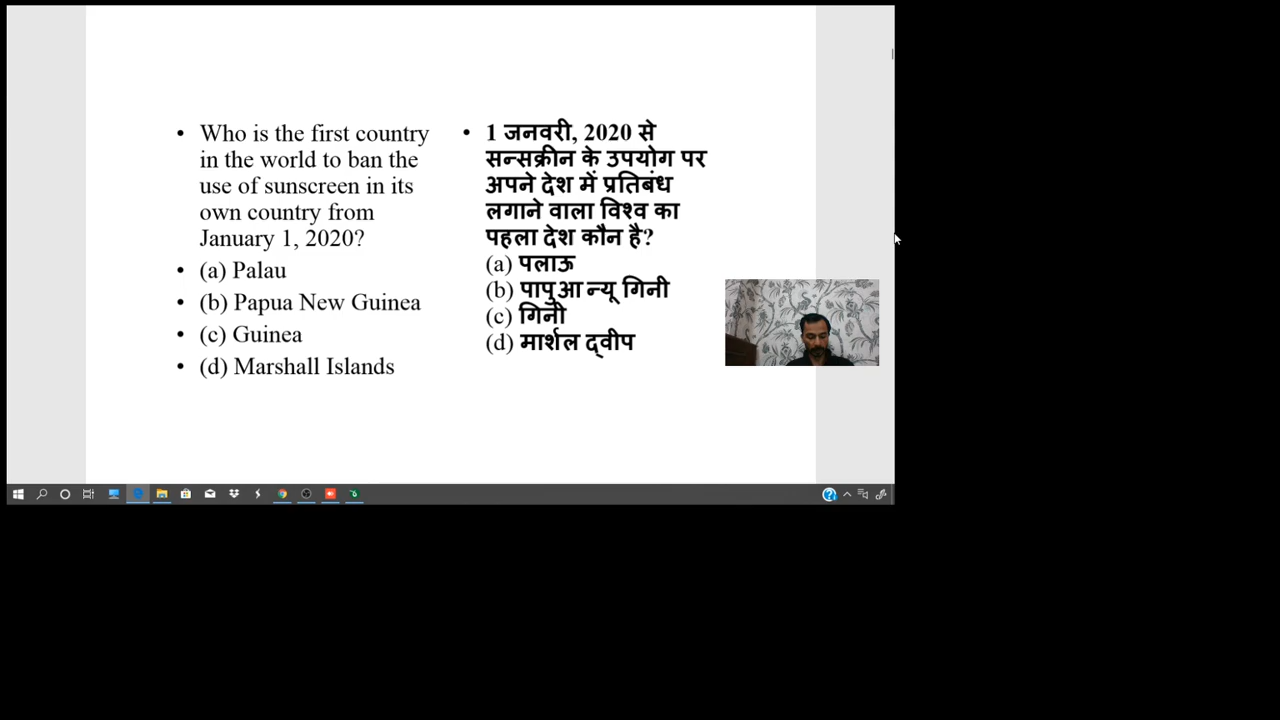 • Who is the first country
in the world to ban the
use of sunscreen in its
own country from
January 1, 2020?
• (a) Palau
• (b) Papua New Guinea
• (c) Guinea
• (d) Marshall Islands
• 1 जनवरी, 2020 से
सन्सक्रीन के उपयोग पर
अपने देश में प्रतिबंध
लगाने वाला विश्व का
पहला देश कौन है?
(a) पलाऊ
(b) पापुआ न्यू गिनी
(c) गिनी
(d) मार्शल द्वीप